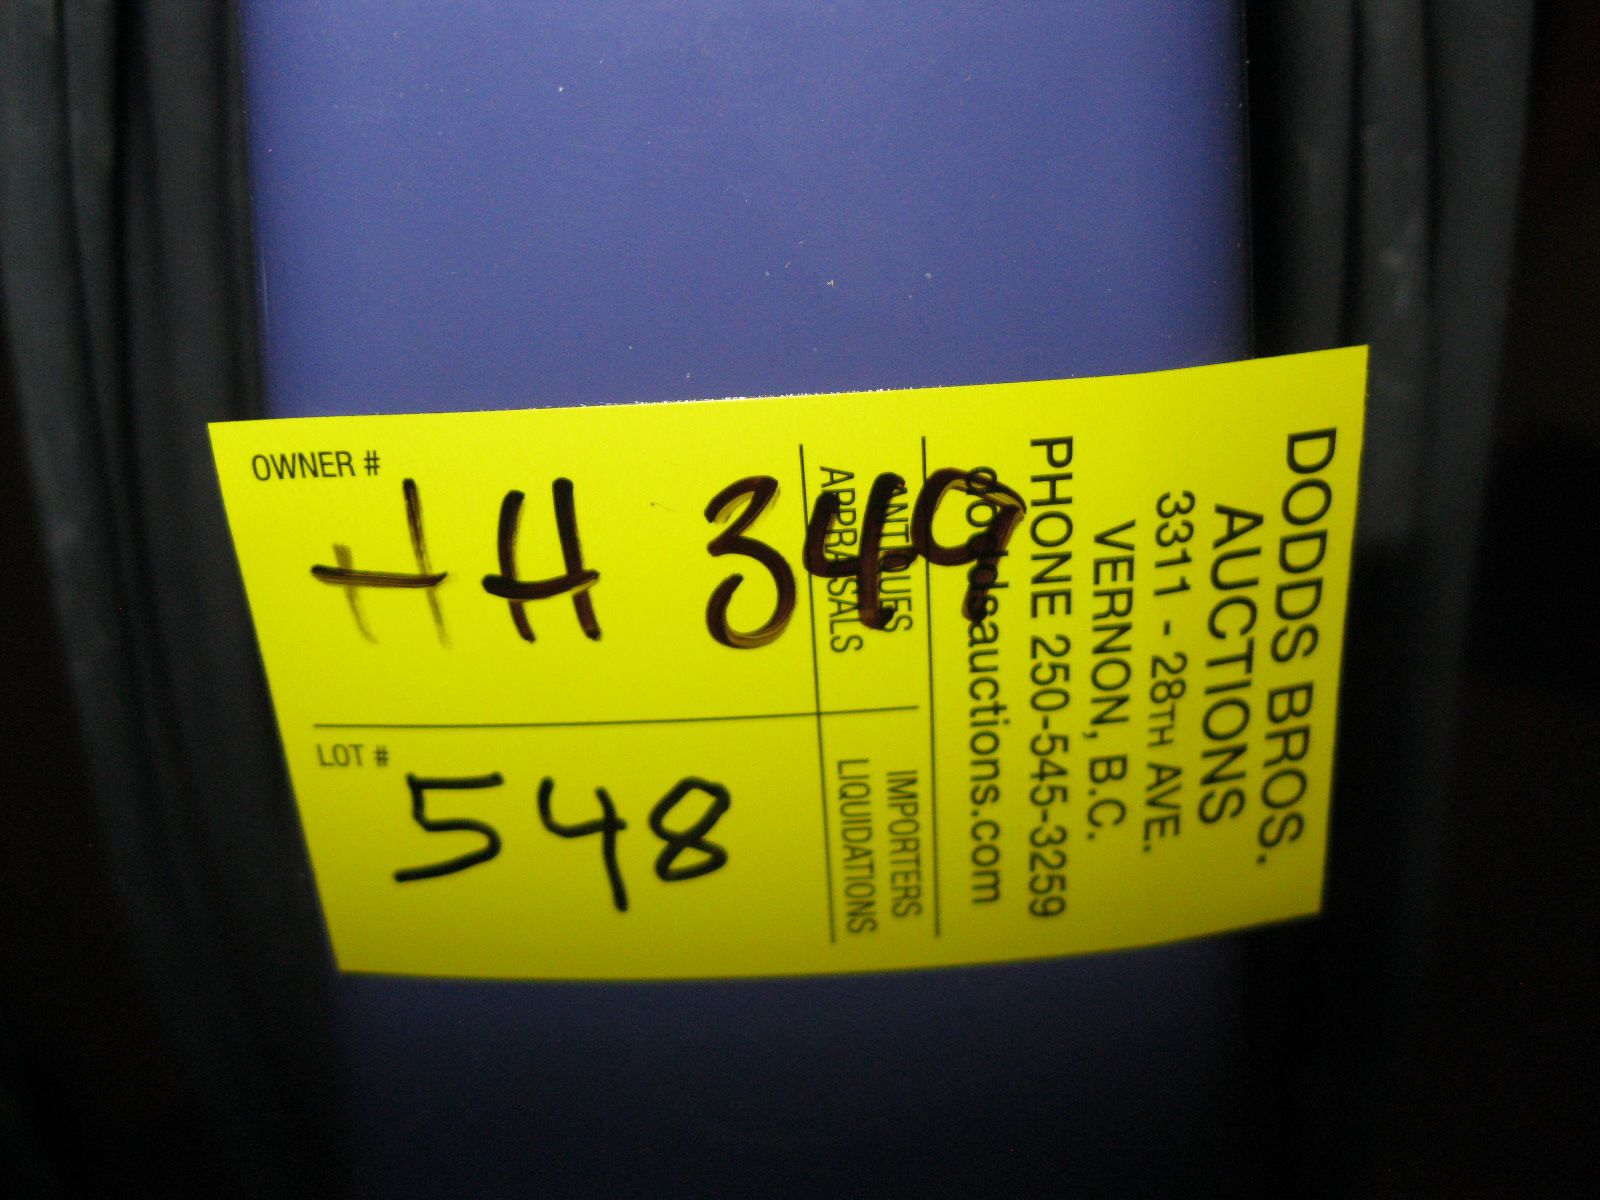 OWNER #
HH 349
LOT #
548
DODDS BROS.
AUCTIONS
3311 - 28TH AVE.
VERNON, B.C.
PHONE 250-545-3259
doddsauctions.com
ANTIQUES IMPORTERS
APPRAISALS LIQUIDATIONS